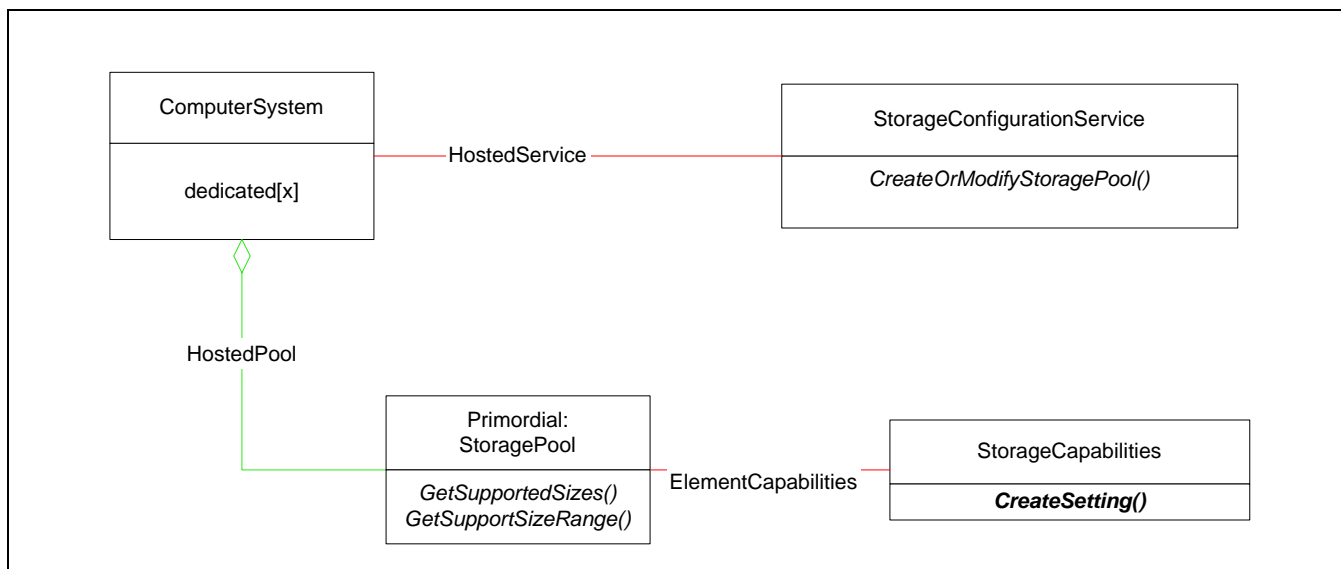 ComputerSystem
dedicated[x]
HostedService
StorageConfigurationService
CreateOrModifyStoragePool()
HostedPool
Primordial:
StoragePool
GetSupportedSizes()
GetSupportSizeRange()
ElementCapabilities
StorageCapabilities
CreateSetting()